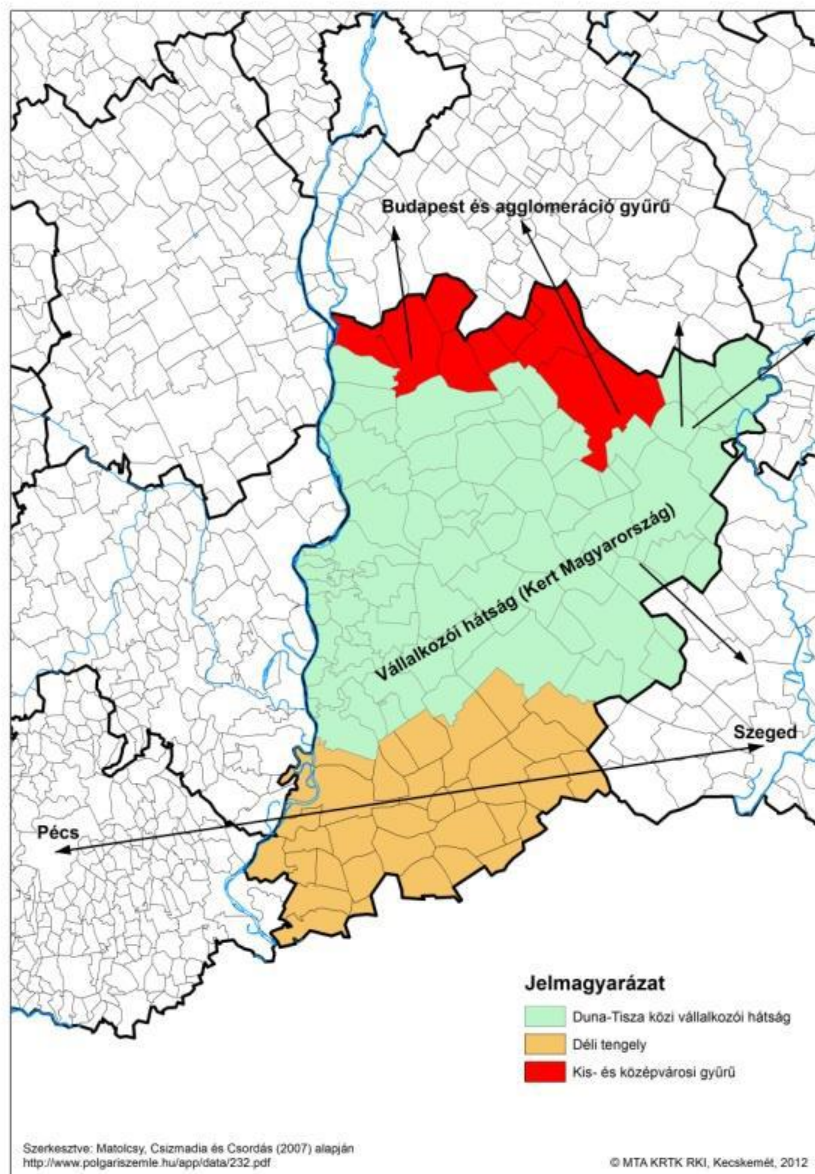 Budapest és agglomeráció gyűrű
Vállalkozói hátság (Kert Magyarország)
Szeged
Pécs
Jelmagyarázat
Duna-Tisza közi vállalkozói hátság
Déli tengely
Kis- és középvárosi gyűrű
Szerkesztve: Matolcsy, Csizmadia és Csordás (2007) alapján
http://www.polgariszemle.hu/app/data/232.pdf
© MTA KRTK RKI, Kecskemét, 2012